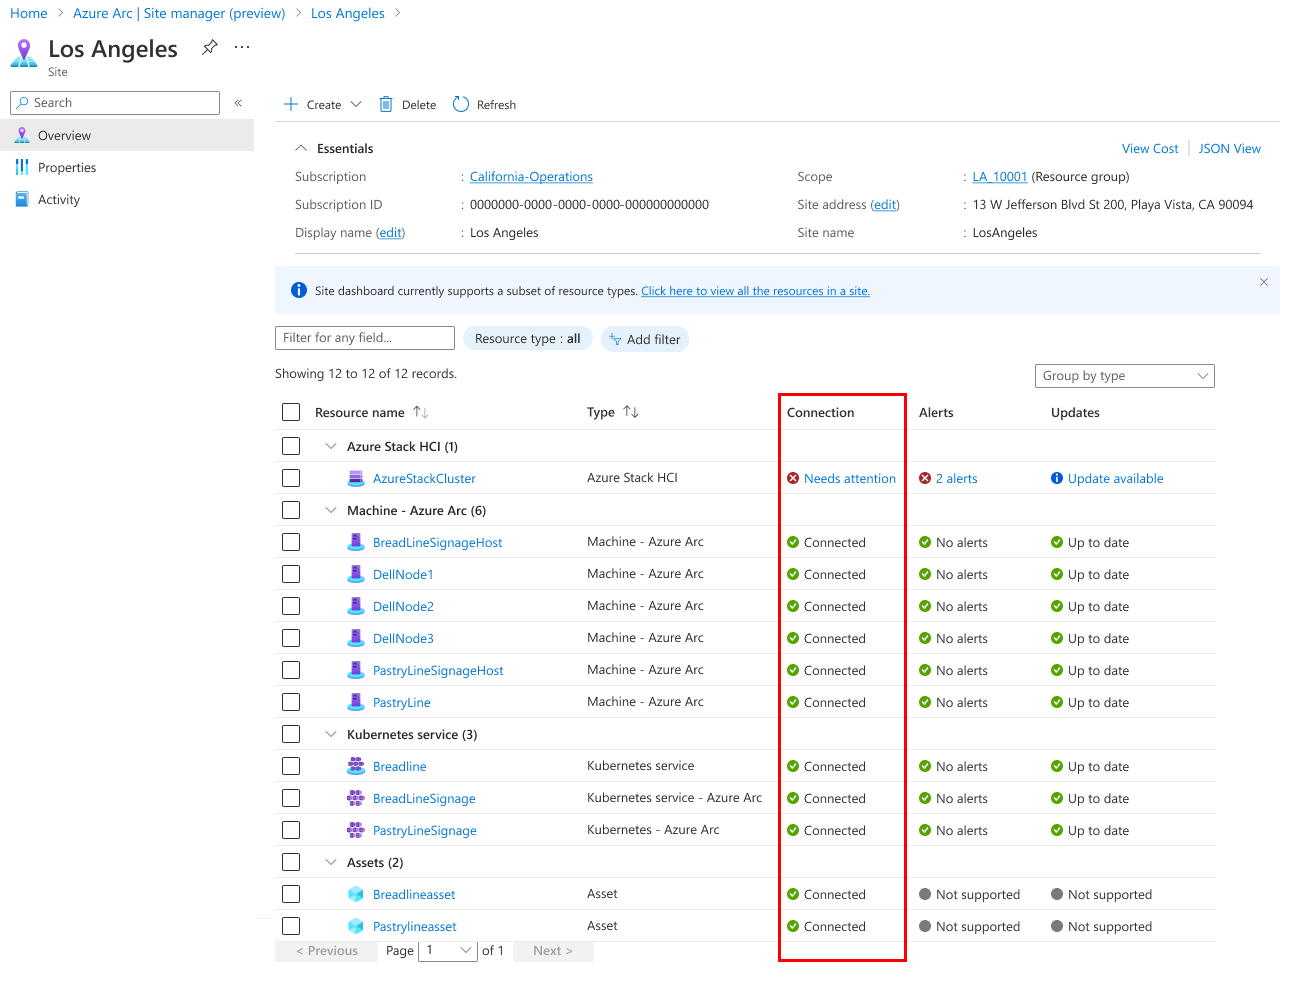 Home > Azure Arc | Site manager (preview) > Los Angeles >
Los Angeles
Site
Search
«
Overview
Properties
Activity
Create Delete Refresh
Essentials View Cost | JSON View
Subscription : California-Operations Scope : LA_10001 (Resource group)
Subscription ID : 0000000-0000-0000-0000-000000000000 Site address (edit) : 13 W Jefferson Blvd St 200, Playa Vista, CA 90094
Display name (edit) : Los Angeles Site name : LosAngeles
Site dashboard currently supports a subset of resource types. Click here to view all the resources in a site.
Filter for any field... Resource type : all Add filter
Showing 12 to 12 of 12 records. Group by type
Resource name Type Connection Alerts Updates
Azure Stack HCI (1)
AzureStackCluster Azure Stack HCI Needs attention 2 alerts Update available
Machine - Azure Arc (6)
BreadLineSignageHost Machine - Azure Arc Connected No alerts Up to date
DellNode1 Machine - Azure Arc Connected No alerts Up to date
DellNode2 Machine - Azure Arc Connected No alerts Up to date
DellNode3 Machine - Azure Arc Connected No alerts Up to date
PastryLineSignageHost Machine - Azure Arc Connected No alerts Up to date
PastryLine Machine - Azure Arc Connected No alerts Up to date
Kubernetes service (3)
Breadline Kubernetes service Connected No alerts Up to date
BreadLineSignage Kubernetes service - Azure Arc Connected No alerts Up to date
PastryLineSignage Kubernetes - Azure Arc Connected No alerts Up to date
Assets (2)
Breadlineasset Asset Connected Not supported Not supported
Pastrylineasset Asset Connected Not supported Not supported
< Previous Page 1 of 1 Next >